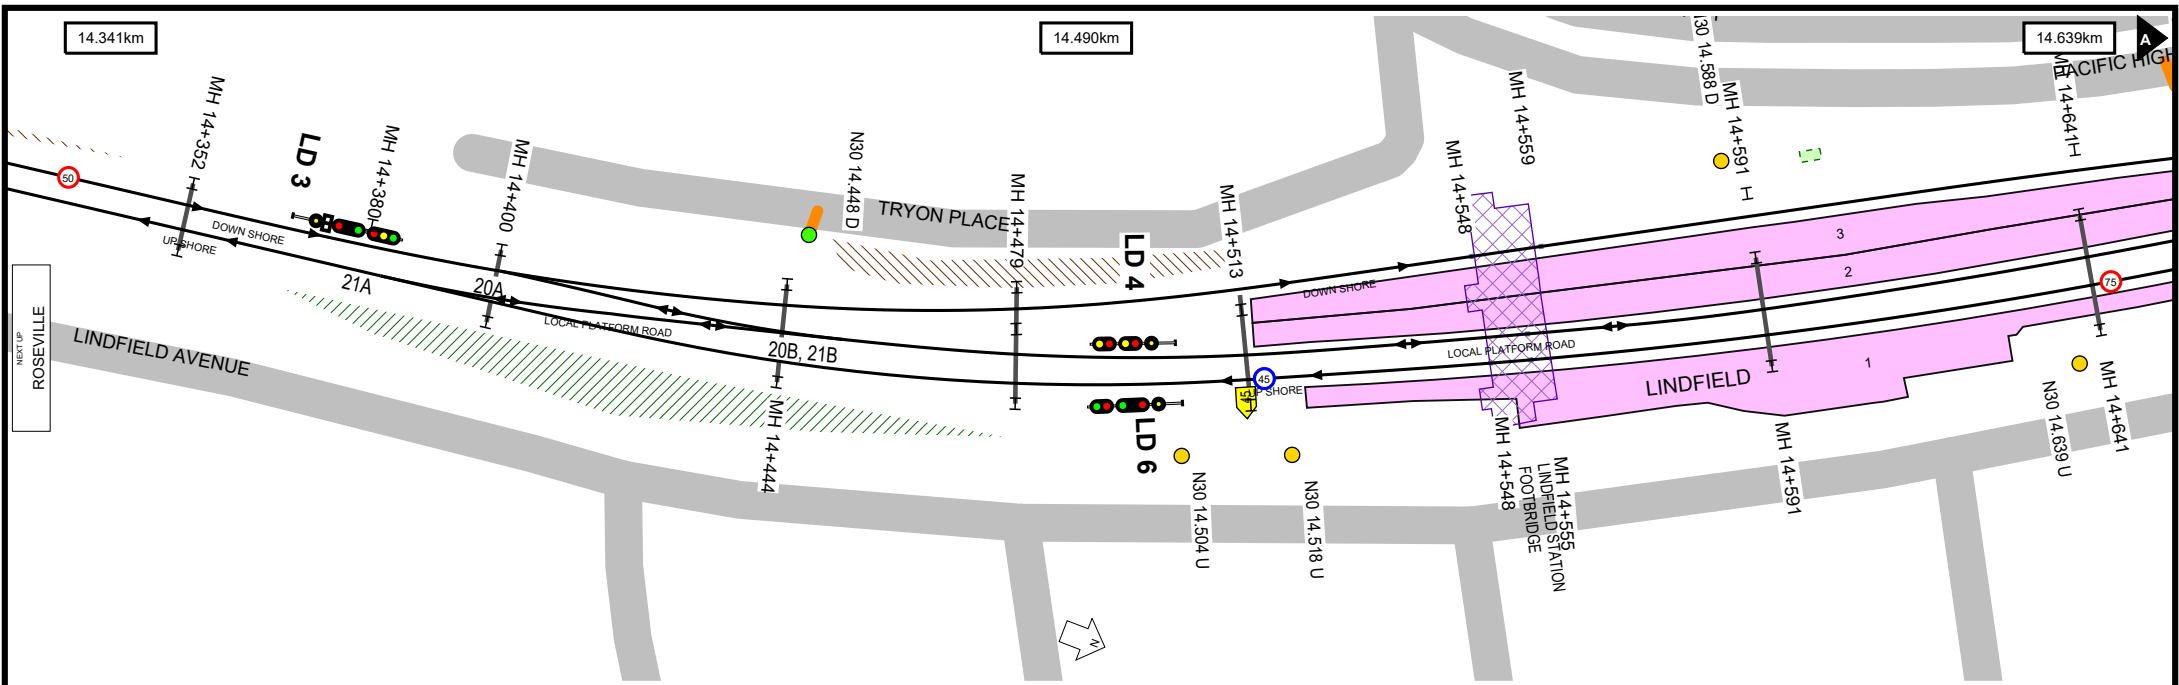 14.341km
14.490km
14.639km
A
PACIFIC HIGH
N30 14.588 D
MH 14+591
MH 14+641
MH 14+559
MH 14+548
MH 14+352
LD 3
MH 14+380
MH 14+400
N30 14.448 D
TRYON PLACE
MH 14+479
LD 4
MH 14+513
50
DOWN SHORE
UP SHORE
21A
20A
LOCAL PLATFORM ROAD
20B, 21B
DOWN SHORE
3
2
75
LOCAL PLATFORM ROAD
45
45
UP SHORE
LINDFIELD
1
NEXT UP
ROSEVILLE
LINDFIELD AVENUE
MH 14+444
LD 6
N30 14.504 U
N30 14.518 U
MH 14+548
LINDFIELD STATION
FOOTBRIDGE
MH 14+555
MH 14+591
N30 14.639 U
MH 14+641
N